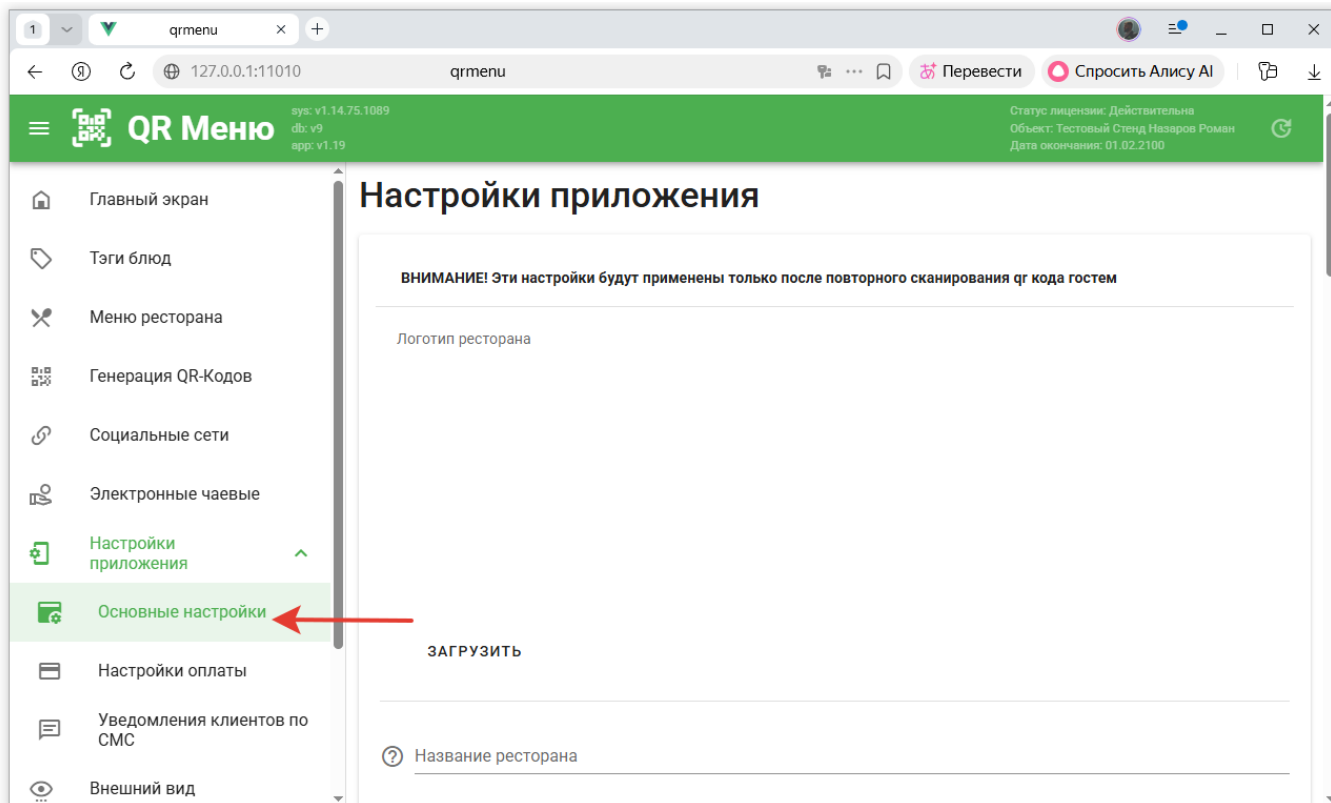 1
qrmenu
127.0.0.1:11010
qrmenu
Перевести
Спросить Алису AI
QR Меню
sys: v1.14.75.1089
db: v9
app: v1.19
Статус лицензии: Действительна
Объект: Тестовый Стенд Назаров Роман
Дата окончания: 01.02.2100
Главный экран
Тэги блюд
Меню ресторана
Генерация QR-Кодов
Социальные сети
Электронные чаевые
Настройки
приложения
Основные настройки
Настройки оплаты
Уведомления клиентов по
СМС
Внешний вид
Настройки приложения
ВНИМАНИЕ! Эти настройки будут применены только после повторного сканирования qr кода гостем
Логотип ресторана
ЗАГРУЗИТЬ
Название ресторана